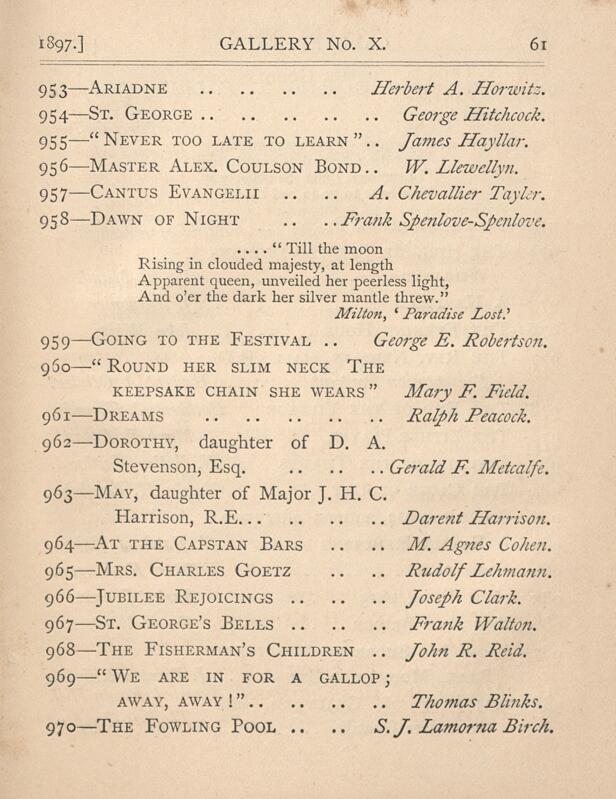 1897.] GALLERY No. X. 61
953—ARIADNE .. .. .. .. Herbert A. Horwitz.
954—ST. GEORGE .. .. .. .. .. George Hitchcock.
955—“NEVER TOO LATE TO LEARN”.. James Hayllar.
956—MASTER ALEX. COULSON BOND.. W. Llewellyn.
957—CANTUS EVANGELII .. .. A. Chevallier Tayler.
958—DAWN OF NIGHT .. ..Frank Spenlove-Spenlove.
.... “Till the moon
Rising in clouded majesty, at length
Apparent queen, unveiled her peerless light,
And o'er the dark her silver mantle threw.”
Milton, ‘Paradise Lost.’
959—GOING TO THE FESTIVAL .. George E. Robertson.
960—“ROUND HER SLIM NECK THE
KEEPSAKE CHAIN SHE WEARS” Mary F. Field.
961—DREAMS .. .. .. .. .. Ralph Peacock.
962—DOROTHY, daughter of D. A.
Stevenson, Esq. .. .. ..Gerald F. Metcalfe.
963—MAY, daughter of Major J. H. C.
Harrison, R.E... .. .. .. Darent Harrison.
964—AT THE CAPSTAN BARS .. .. M. Agnes Cohen.
965—MRS. CHARLES GOETZ .. .. Rudolf Lehmann.
966—JUBILEE REJOICINGS .. .. .. Joseph Clark.
967—ST. GEORGE'S BELLS .. .. .. Frank Walton.
968—THE FISHERMAN'S CHILDREN .. John R. Reid.
969—“WE ARE IN FOR A GALLOP;
AWAY, AWAY!”.. .. .. .. Thomas Blinks.
970—THE FOWLING POOL .. .. S. J. Lamorna Birch.